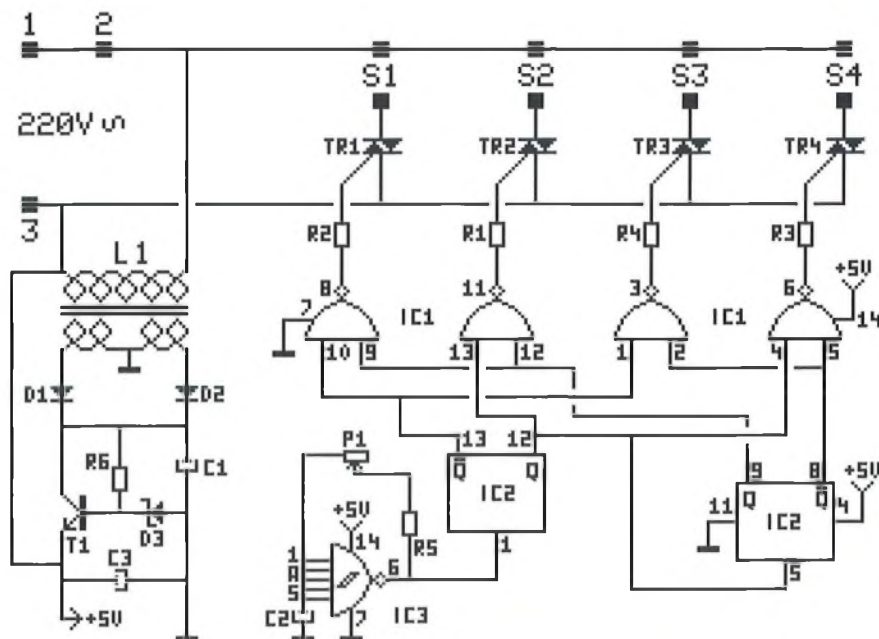 1 2
S1 S2 S3 S4
220V ∿
TR1 TR2 TR3 TR4
3
L1
R2 R1 R4 R3
+5V
7 8 IC1 11 3 IC1 6 14
10 9 13 12 1 2 4 5
D1 D2
P1 13 12 9 8 +5V
R6 C1 Q̅ Q 11 Q Q̅ 4
IC2 IC2
+5V
T1 D3 14 R5 1 5
C3 1 A 5 6
+5V C2 7 IC3